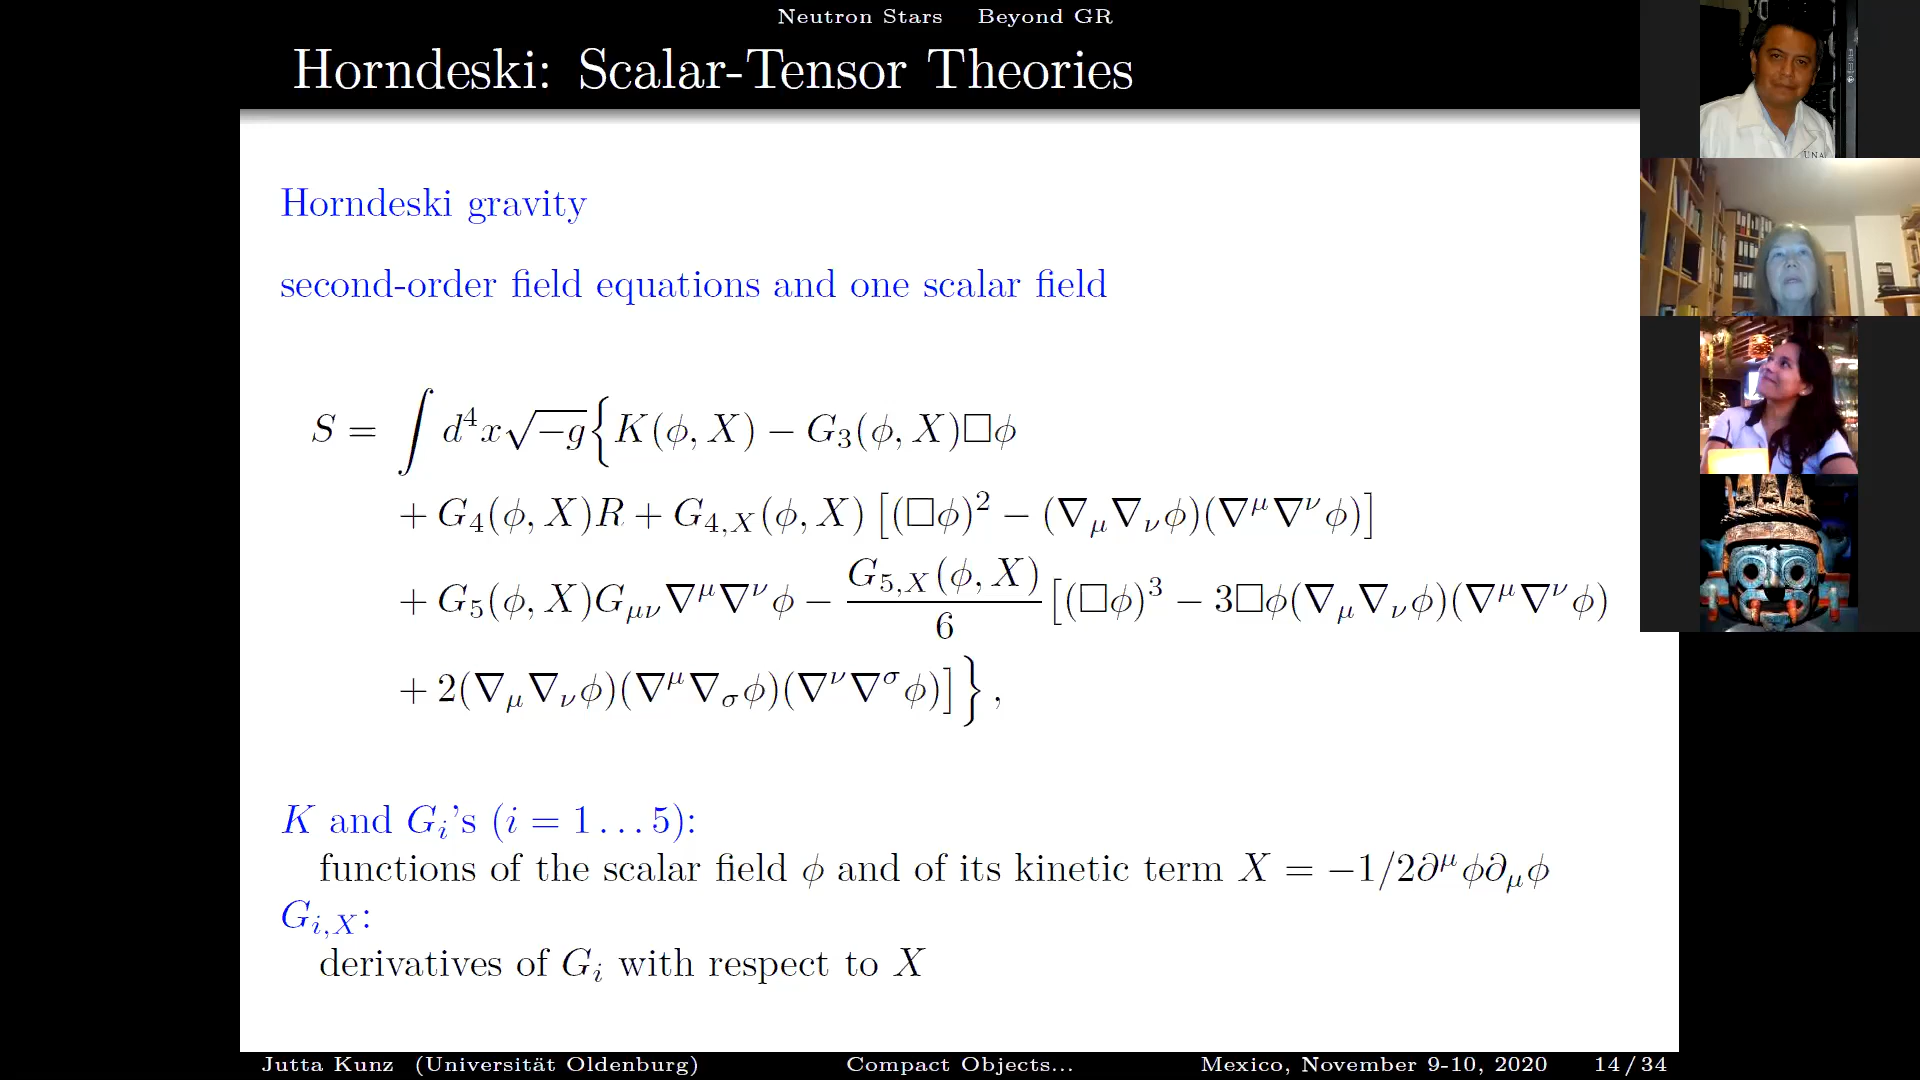 Neutron Stars Beyond GR
Horndeski: Scalar-Tensor Theories
Horndeski gravity
second-order field equations and one scalar field
S = ∫ d⁴x√−g{K(ϕ, X) − G₃(ϕ, X)□ϕ
+ G₄(ϕ, X)R + G₄,X(ϕ, X) [(□ϕ)² − (∇μ∇νϕ)(∇^μ∇^νϕ)]
+ G₅(ϕ, X)Gμν∇^μ∇^νϕ − G₅,X(ϕ, X)/6 [(□ϕ)³ − 3□ϕ(∇μ∇νϕ)(∇^μ∇^νϕ)
+ 2(∇μ∇νϕ)(∇^μ∇σϕ)(∇^ν∇^σϕ)]},
K and Gᵢ's (i = 1 … 5):
functions of the scalar field ϕ and of its kinetic term X = −1/2∂^μϕ∂μϕ
Gᵢ,X:
derivatives of Gᵢ with respect to X
Jutta Kunz (Universität Oldenburg) Compact Objects... Mexico, November 9-10, 2020 14/34